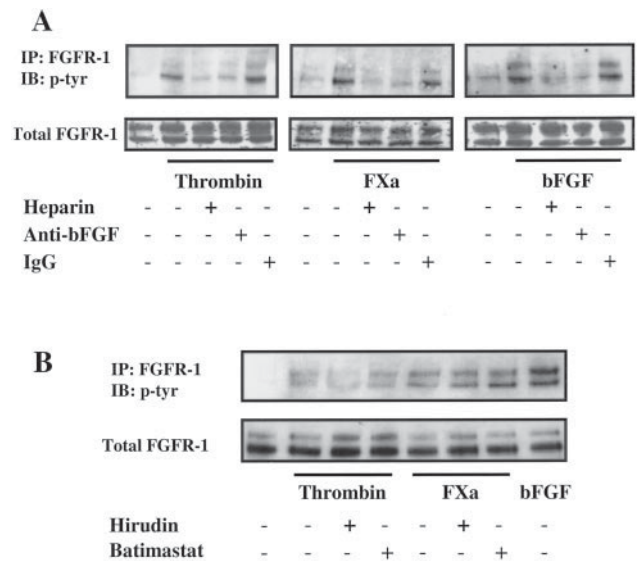 A
IP: FGFR-1
IB: p-tyr
Total FGFR-1
Thrombin FXa bFGF
Heparin - - + - - - - + - - - - + - -
Anti-bFGF - - - + - - - - + - - - - + -
IgG - - - - + - - - - + - - - - +
B
IP: FGFR-1
IB: p-tyr
Total FGFR-1
Thrombin FXa bFGF
Hirudin - - + - - + - -
Batimastat - - - + - - + -